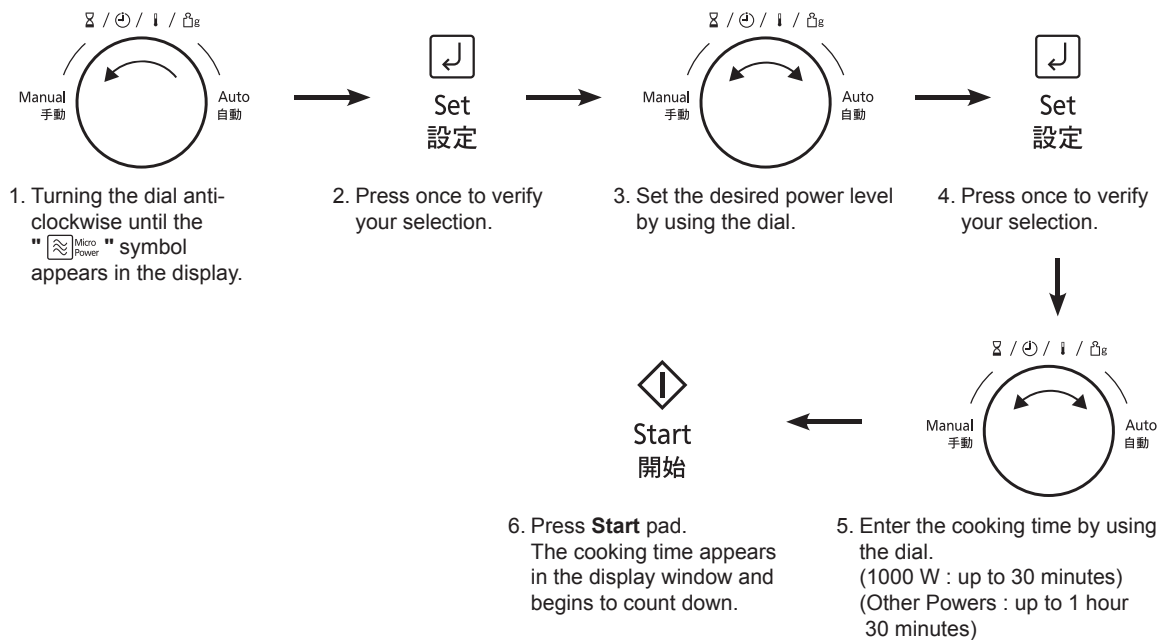 Manual
手動
Auto
自動
Set
設定
Manual
手動
Auto
自動
Set
設定
1. Turning the dial anti-
clockwise until the
" Micro
Power " symbol
appears in the display.
2. Press once to verify
your selection.
3. Set the desired power level
by using the dial.
4. Press once to verify
your selection.
Manual
手動
Auto
自動
Start
開始
6. Press Start pad.
The cooking time appears
in the display window and
begins to count down.
5. Enter the cooking time by using
the dial.
(1000 W : up to 30 minutes)
(Other Powers : up to 1 hour
30 minutes)